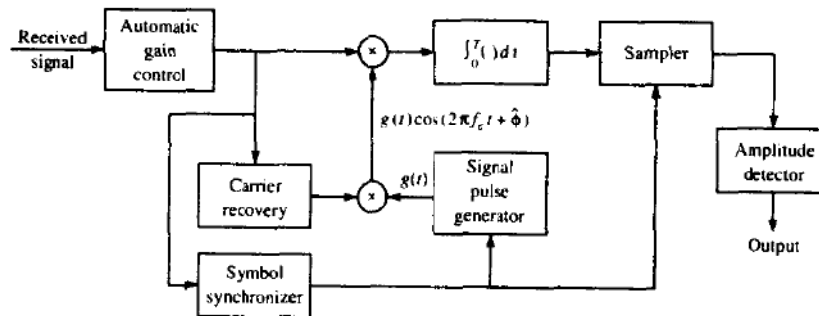 Received
signal
Automatic
gain
control
×
∫₀ᵀ( )dt
Sampler
g(t)cos(2πf_c t + φ̂)
Amplitude
detector
Carrier
recovery
×
g(t)
Signal
pulse
generator
Output
Symbol
synchronizer